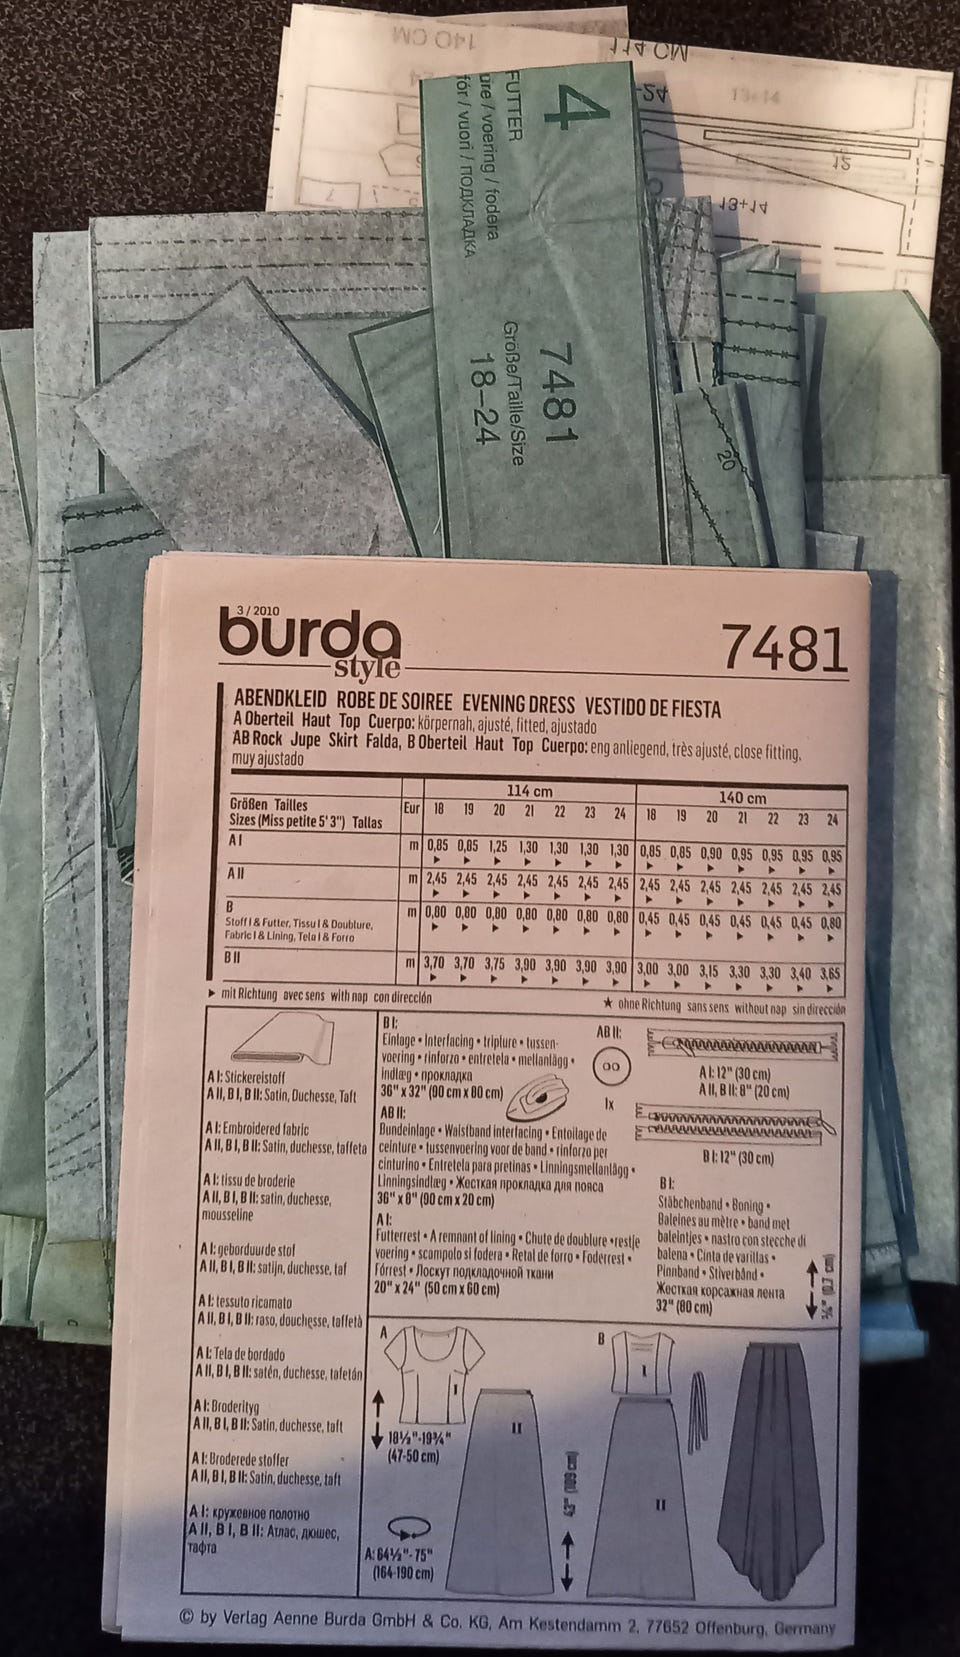 140 CM
114 CM
-24
13+14
12
7
13+14
4
FUTTER
ure / voering / fodera
fór / vuori / ПОДКЛАДКА
7481
Größe/Taille/Size
18–24
20
3 / 2010
burda
style
7481
ABENDKLEID ROBE DE SOIREE EVENING DRESS VESTIDO DE FIESTA
A Oberteil Haut Top Cuerpo: körpernah, ajusté, fitted, ajustado
AB Rock Jupe Skirt Falda, B Oberteil Haut Top Cuerpo: eng anliegend, très ajusté, close fitting,
muy ajustado
114 cm 140 cm
Größen Tailles
Sizes (Miss petite 5' 3") Tallas Eur 18 19 20 21 22 23 24 18 19 20 21 22 23 24
A I m 0,85 0,85 1,25 1,30 1,30 1,30 1,30 0,85 0,85 0,90 0,95 0,95 0,95 0,95
A II m 2,45 2,45 2,45 2,45 2,45 2,45 2,45 2,45 2,45 2,45 2,45 2,45 2,45 2,45
B m 0,80 0,80 0,80 0,80 0,80 0,80 0,80 0,45 0,45 0,45 0,45 0,45 0,45 0,80
Stoff I & Futter, Tissu I & Doublure,
Fabric I & Lining, Tela I & Forro
B II m 3,70 3,70 3,75 3,90 3,90 3,90 3,90 3,00 3,00 3,15 3,30 3,30 3,40 3,65
► mit Richtung avec sens with nap con dirección ★ ohne Richtung sans sens without nap sin dirección
A I: Stickereistoff
A II, B I, B II: Satin, Duchesse, Taft
A I: Embroidered fabric
A II, B I, B II: Satin, duchesse, taffeta
A I: tissu de broderie
A II, B I, B II: satin, duchesse,
mousseline
A I: geborduurde stof
A II, B I, B II: satijn, duchesse, taf
A I: tessuto ricamato
A II, B I, B II: raso, douchesse, taffetà
A I: Tela de bordado
A II, B I, B II: satén, duchesse, tafetán
A I: Broderityg
A II, B I, B II: Satin, duchesse, taft
A I: Broderede stoffer
A II, B I, B II: Satin, duchesse, taft
A I: кружевное полотно
A II, B I, B II: Атлас, дюшес,
тафта
B I:
Einlage • Interfacing • triplure • tussen-
voering • rinforzo • entretela • mellanlägg •
indlæg • прокладка
36" x 32" (90 cm x 80 cm)
AB II:
Bundeinlage • Waistband interfacing • Entoilage de
ceinture • tussenvoering voor de band • rinforzo per
cinturino • Entretela para pretinas • Linningsmellanlägg •
Linningsindlæg • Жесткая прокладка для пояса
36" x 8" (90 cm x 20 cm)
A I:
Futterrest • A remnant of lining • Chute de doublure •restje
voering • scampolo si fodera • Retal de forro • Foderrest •
Fórrest • Лоскут подкладочной ткани
20" x 24" (50 cm x 60 cm)
AB II:
1x
A I: 12" (30 cm)
A II, B II: 8" (20 cm)
B I: 12" (30 cm)
B I:
Stäbchenband • Boning •
Baleines au mètre • band met
baleintjes • nastro con stecche di
balena • Cinta de varillas •
Pinnband • Stiverbånd •
Жесткая корсажная лента
32" (80 cm)
A
I
18½"-19¾"
(47-50 cm)
A: 64½"- 75"
(164-190 cm)
II
43" (109 cm)
B
I
II
© by Verlag Aenne Burda GmbH & Co. KG, Am Kestendamm 2, 77652 Offenburg, Germany